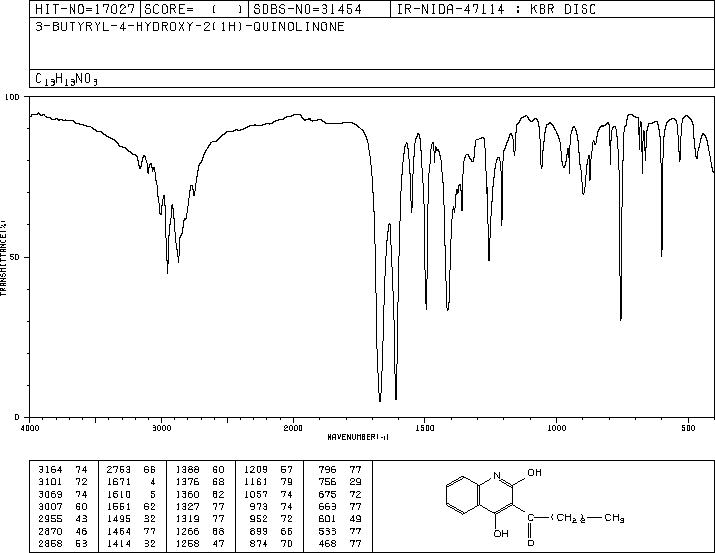 HIT-NO=17027 SCORE= ( ) SDBS-NO=31454 IR-NIDA-47114 : KBR DISC
3-BUTYRYL-4-HYDROXY-2(1H)-QUINOLINONE
C13H13NO3
100
50
0
TRANSMITTANCE(%)
4000 3000 2000 1500 1000 500
WAVENUMBER(-1)
3164 74 2753 66 1388 60 1209 57 796 77
3101 72 1671 4 1376 68 1161 79 756 29
3069 74 1610 5 1360 62 1057 74 675 72
3007 60 1551 62 1327 77 973 74 663 77
2955 43 1495 32 1319 77 952 72 601 49
2870 46 1464 77 1266 68 899 66 533 77
2858 53 1414 32 1258 47 874 70 468 77
N OH
OH
C (CH2)2 CH3
O